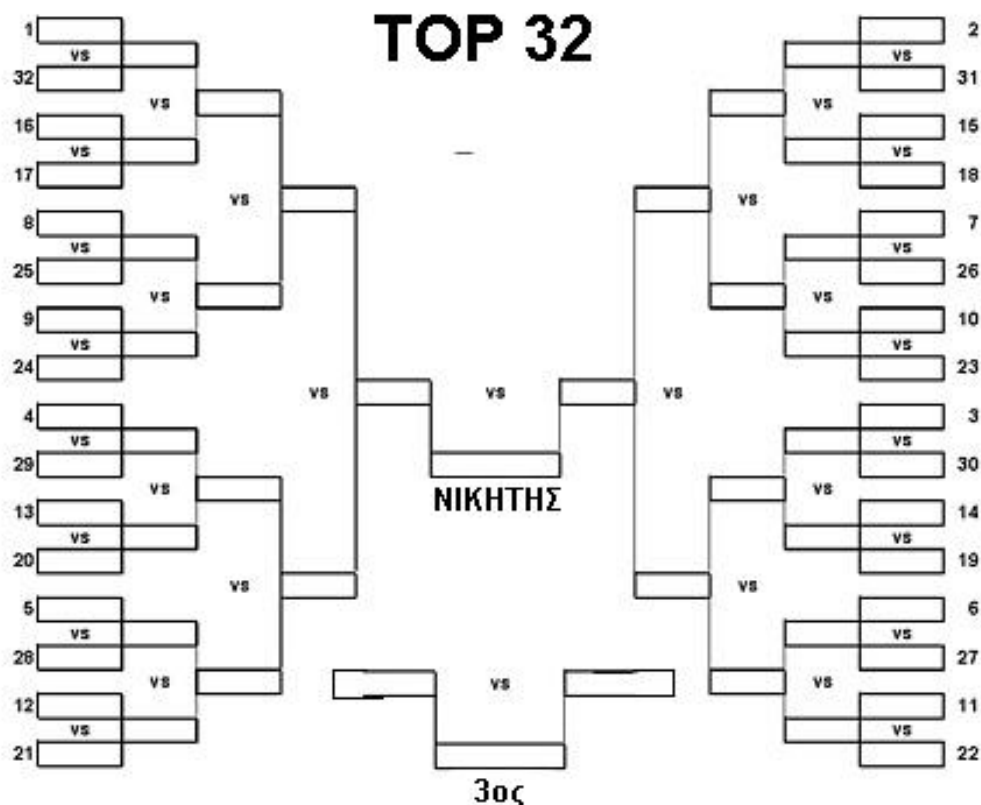 TOP 32
1 2
vs vs
32 31
vs vs
16 15
vs vs
17 18
vs vs
8 7
vs vs
25 26
vs vs
9 10
vs vs
24 23
vs vs vs vs
4 3
vs vs
29 30
vs vs
ΝΙΚΗΤΗΣ
13 14
vs vs
20 19
vs vs
5 6
vs vs
28 27
vs vs vs
12 11
vs vs
21 22
3ος